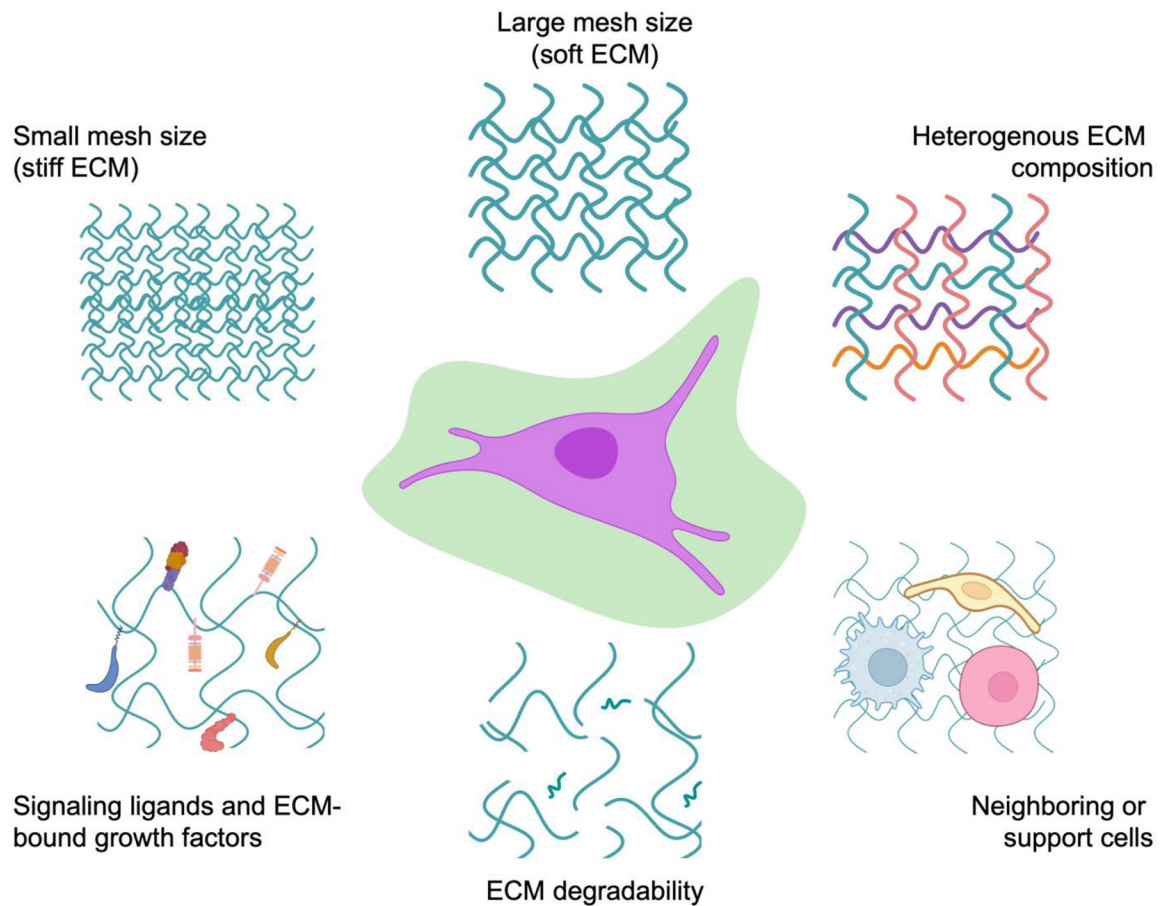 Large mesh size
(soft ECM)
Small mesh size
(stiff ECM)
Heterogenous ECM
composition
Signaling ligands and ECM-
bound growth factors
Neighboring or
support cells
ECM degradability